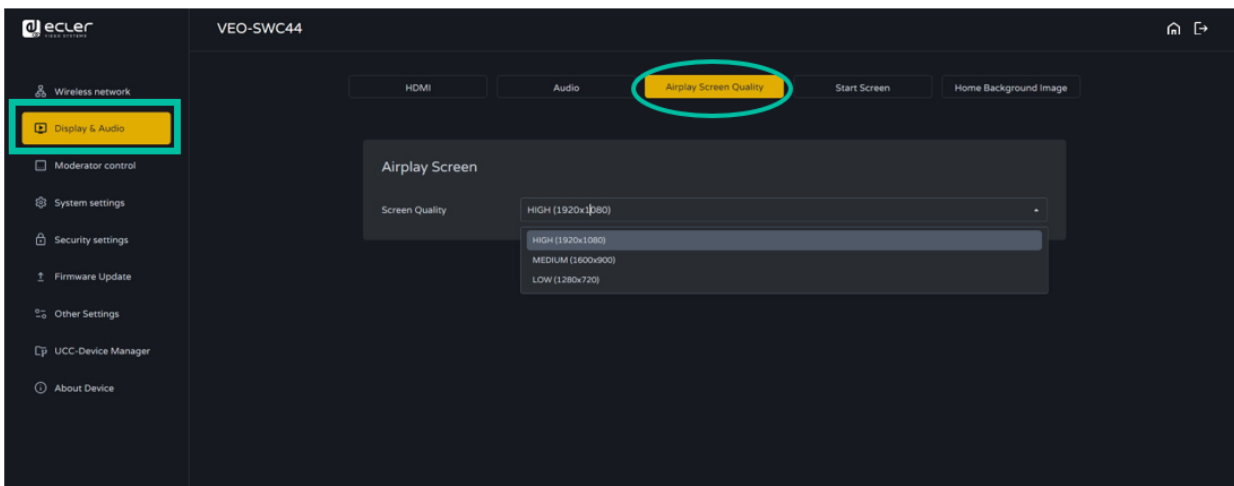 ecler
VIDEO SYSTEMS
VEO-SWC44
Wireless network
Display & Audio
Moderator control
System settings
Security settings
Firmware Update
Other Settings
UCC-Device Manager
About Device
HDMI
Audio
Airplay Screen Quality
Start Screen
Home Background Image
Airplay Screen
Screen Quality
HIGH (1920x1080)
HIGH (1920x1080)
MEDIUM (1600x900)
LOW (1280x720)